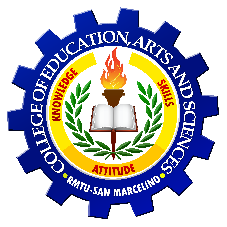 COLLEGE OF EDUCATION, ARTS AND SCIENCES
KNOWLEDGE
SKILLS
ATTITUDE
• RMTU-SAN MARCELINO •